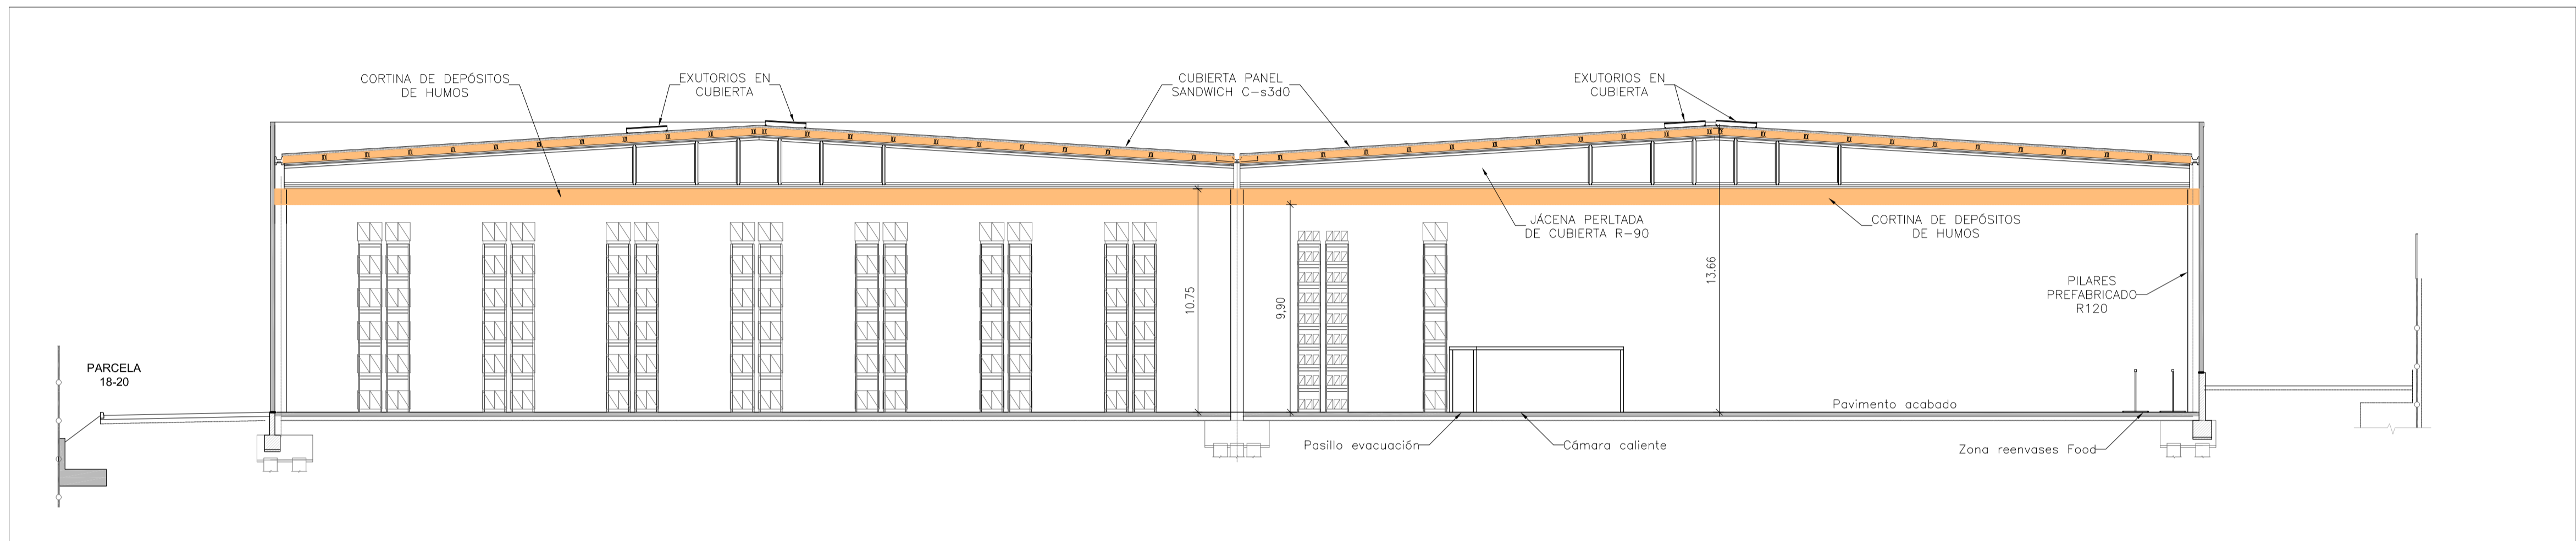 CORTINA DE DEPÓSITOS
DE HUMOS
EXUTORIOS EN
CUBIERTA
CUBIERTA PANEL
SANDWICH C-s3d0
EXUTORIOS EN
CUBIERTA
JÁCENA PERLTADA
DE CUBIERTA R-90
CORTINA DE DEPÓSITOS
DE HUMOS
10.75
9,90
13.66
PILARES
PREFABRICADO
R120
PARCELA
18-20
Pavimento acabado
Pasillo evacuación
Cámara caliente
Zona reenvases Food